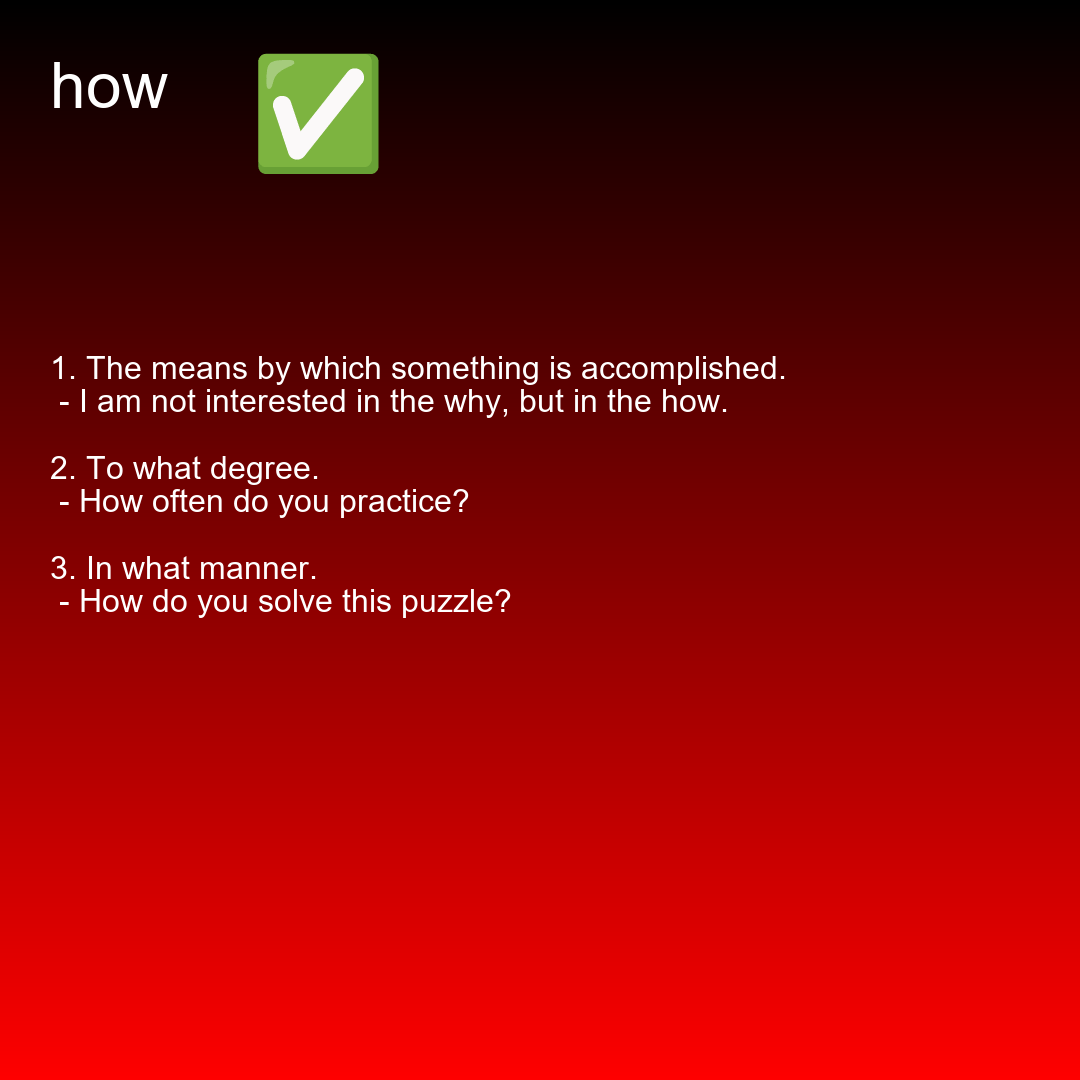 how ✅
1. The means by which something is accomplished.
- I am not interested in the why, but in the how.
2. To what degree.
- How often do you practice?
3. In what manner.
- How do you solve this puzzle?